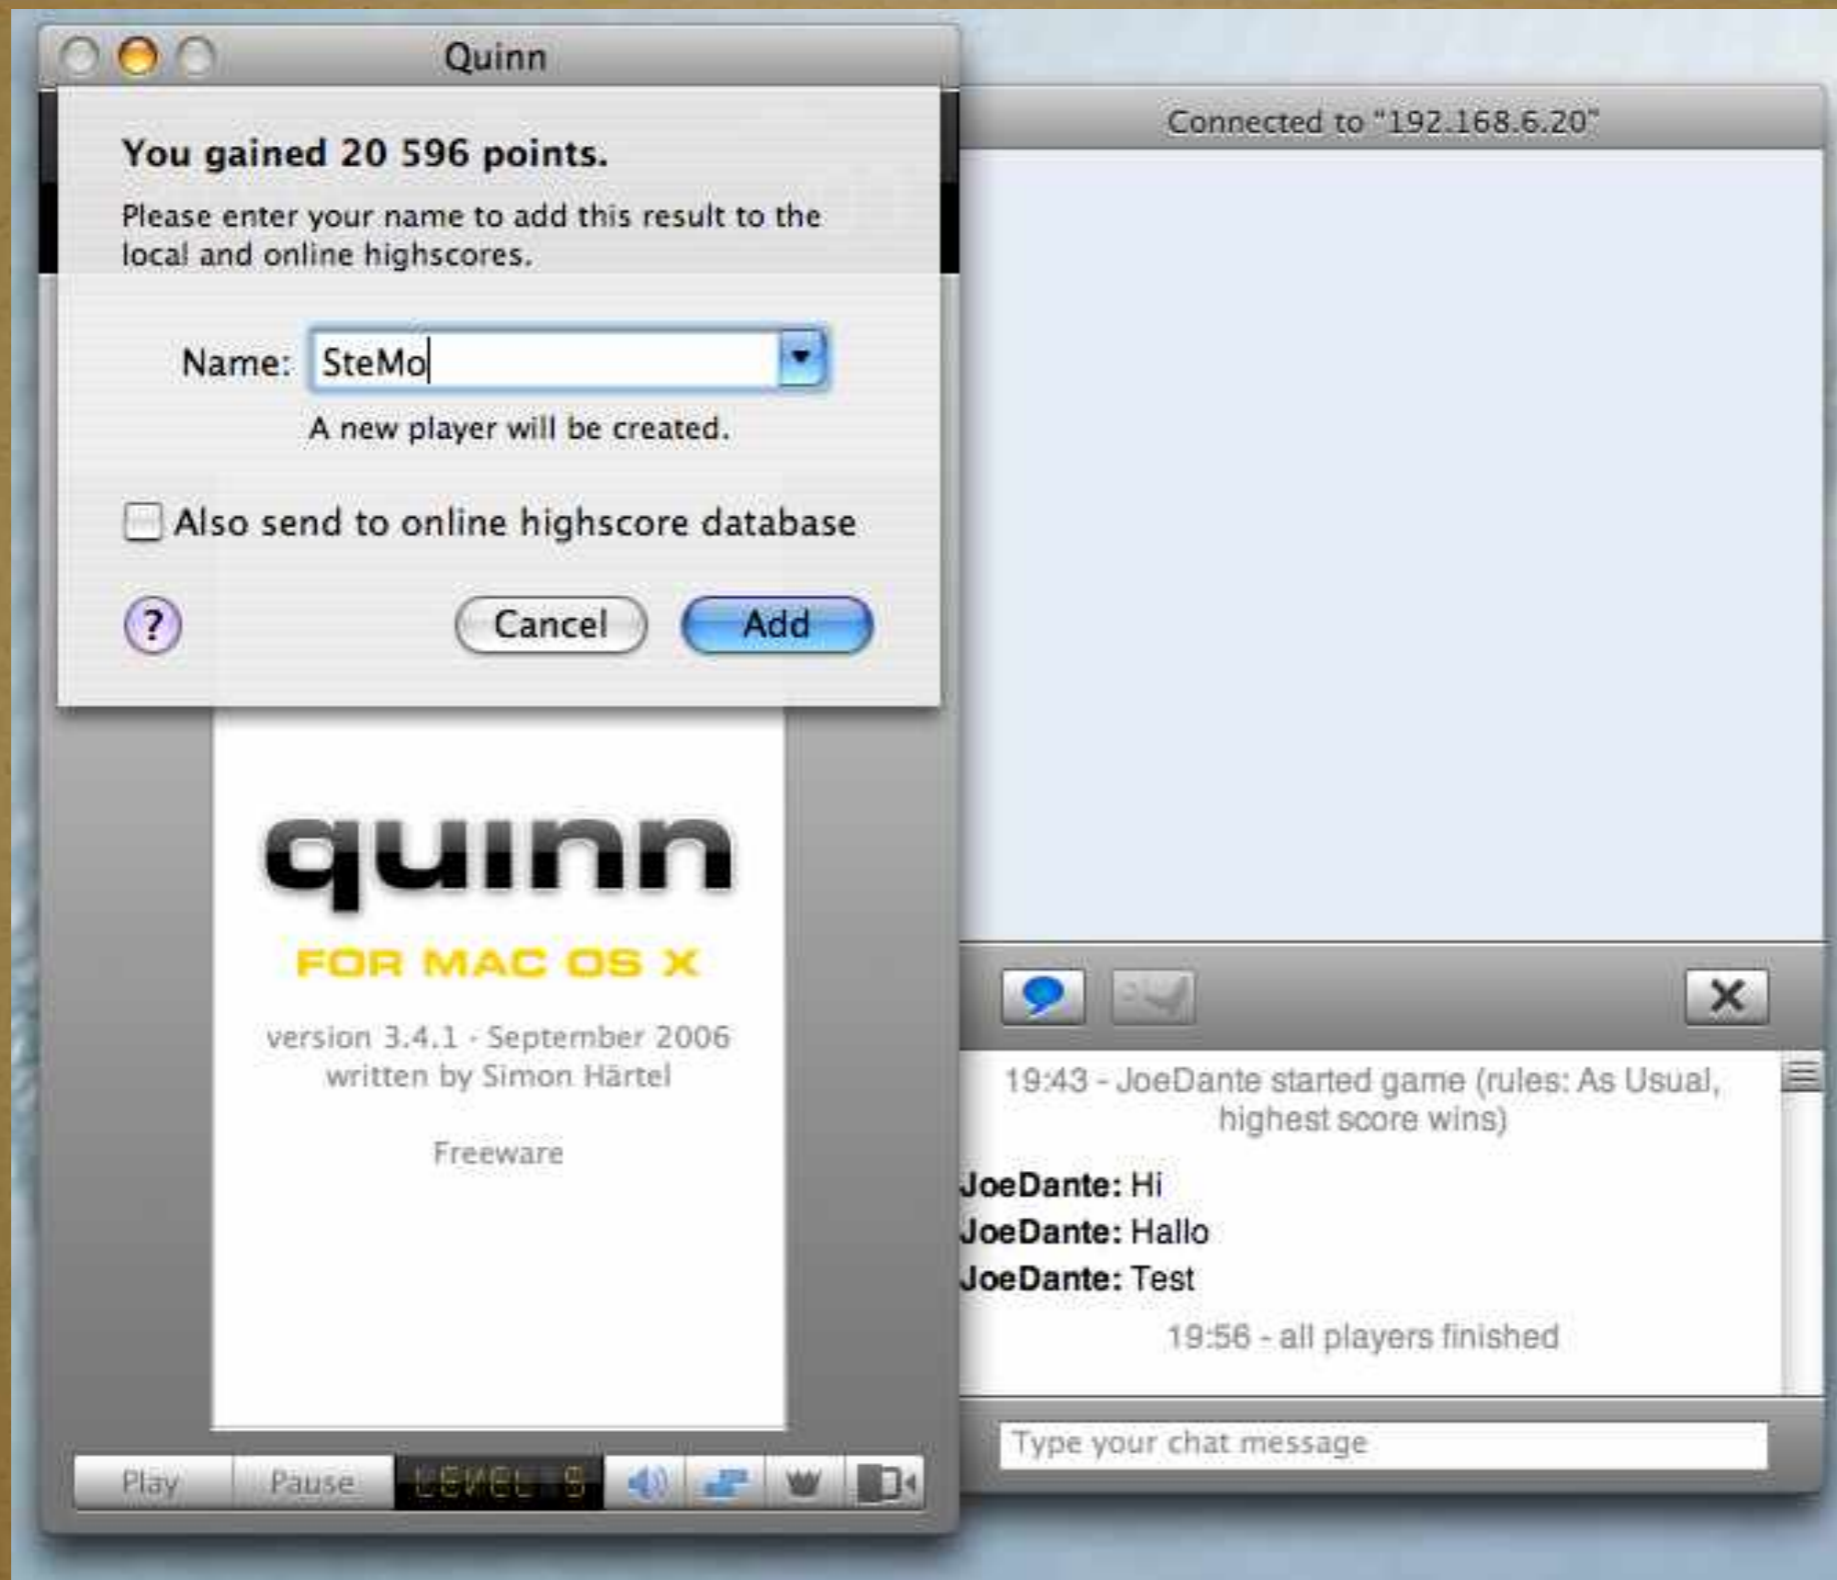 Quinn
You gained 20 596 points.
Please enter your name to add this result to the
local and online highscores.
Name: SteMo
A new player will be created.
Also send to online highscore database
?
Cancel
Add
quinn
FOR MAC OS X
version 3.4.1 - September 2006
written by Simon Härtel
Freeware
Play
Pause
LEVEL 9
Connected to "192.168.6.20"
19:43 - JoeDante started game (rules: As Usual,
highest score wins)
JoeDante: Hi
JoeDante: Hallo
JoeDante: Test
19:56 - all players finished
Type your chat message